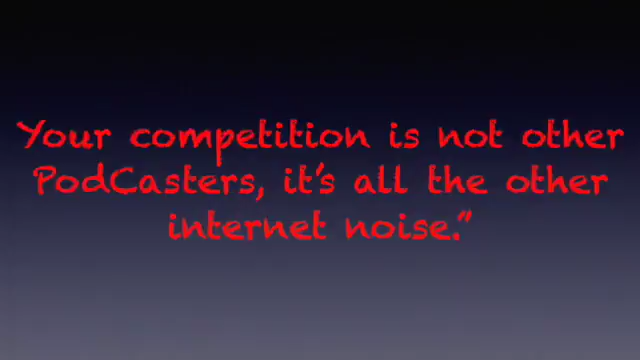 Your competition is not other
PodCasters, it's all the other
internet noise.”